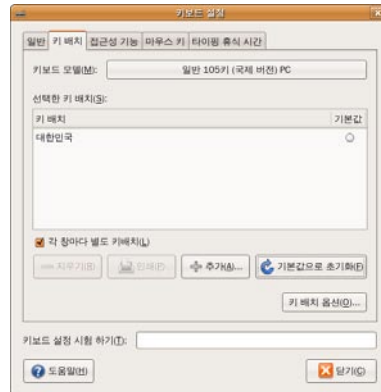 키보드 설정
일반 키 배치 접근성 기능 마우스 키 타이핑 휴식 시간
키보드 모델(M): 일반 105키 (국제 버전) PC
선택한 키 배치(S):
키 배치 기본값
대한민국
각 창마다 별도 키배치(L)
지우기(R) 인쇄(P) 추가(A)... 기본값으로 초기화(F)
키 배치 옵션(O)...
키보드 설정 시험 하기(T):
도움말(H) 닫기(C)